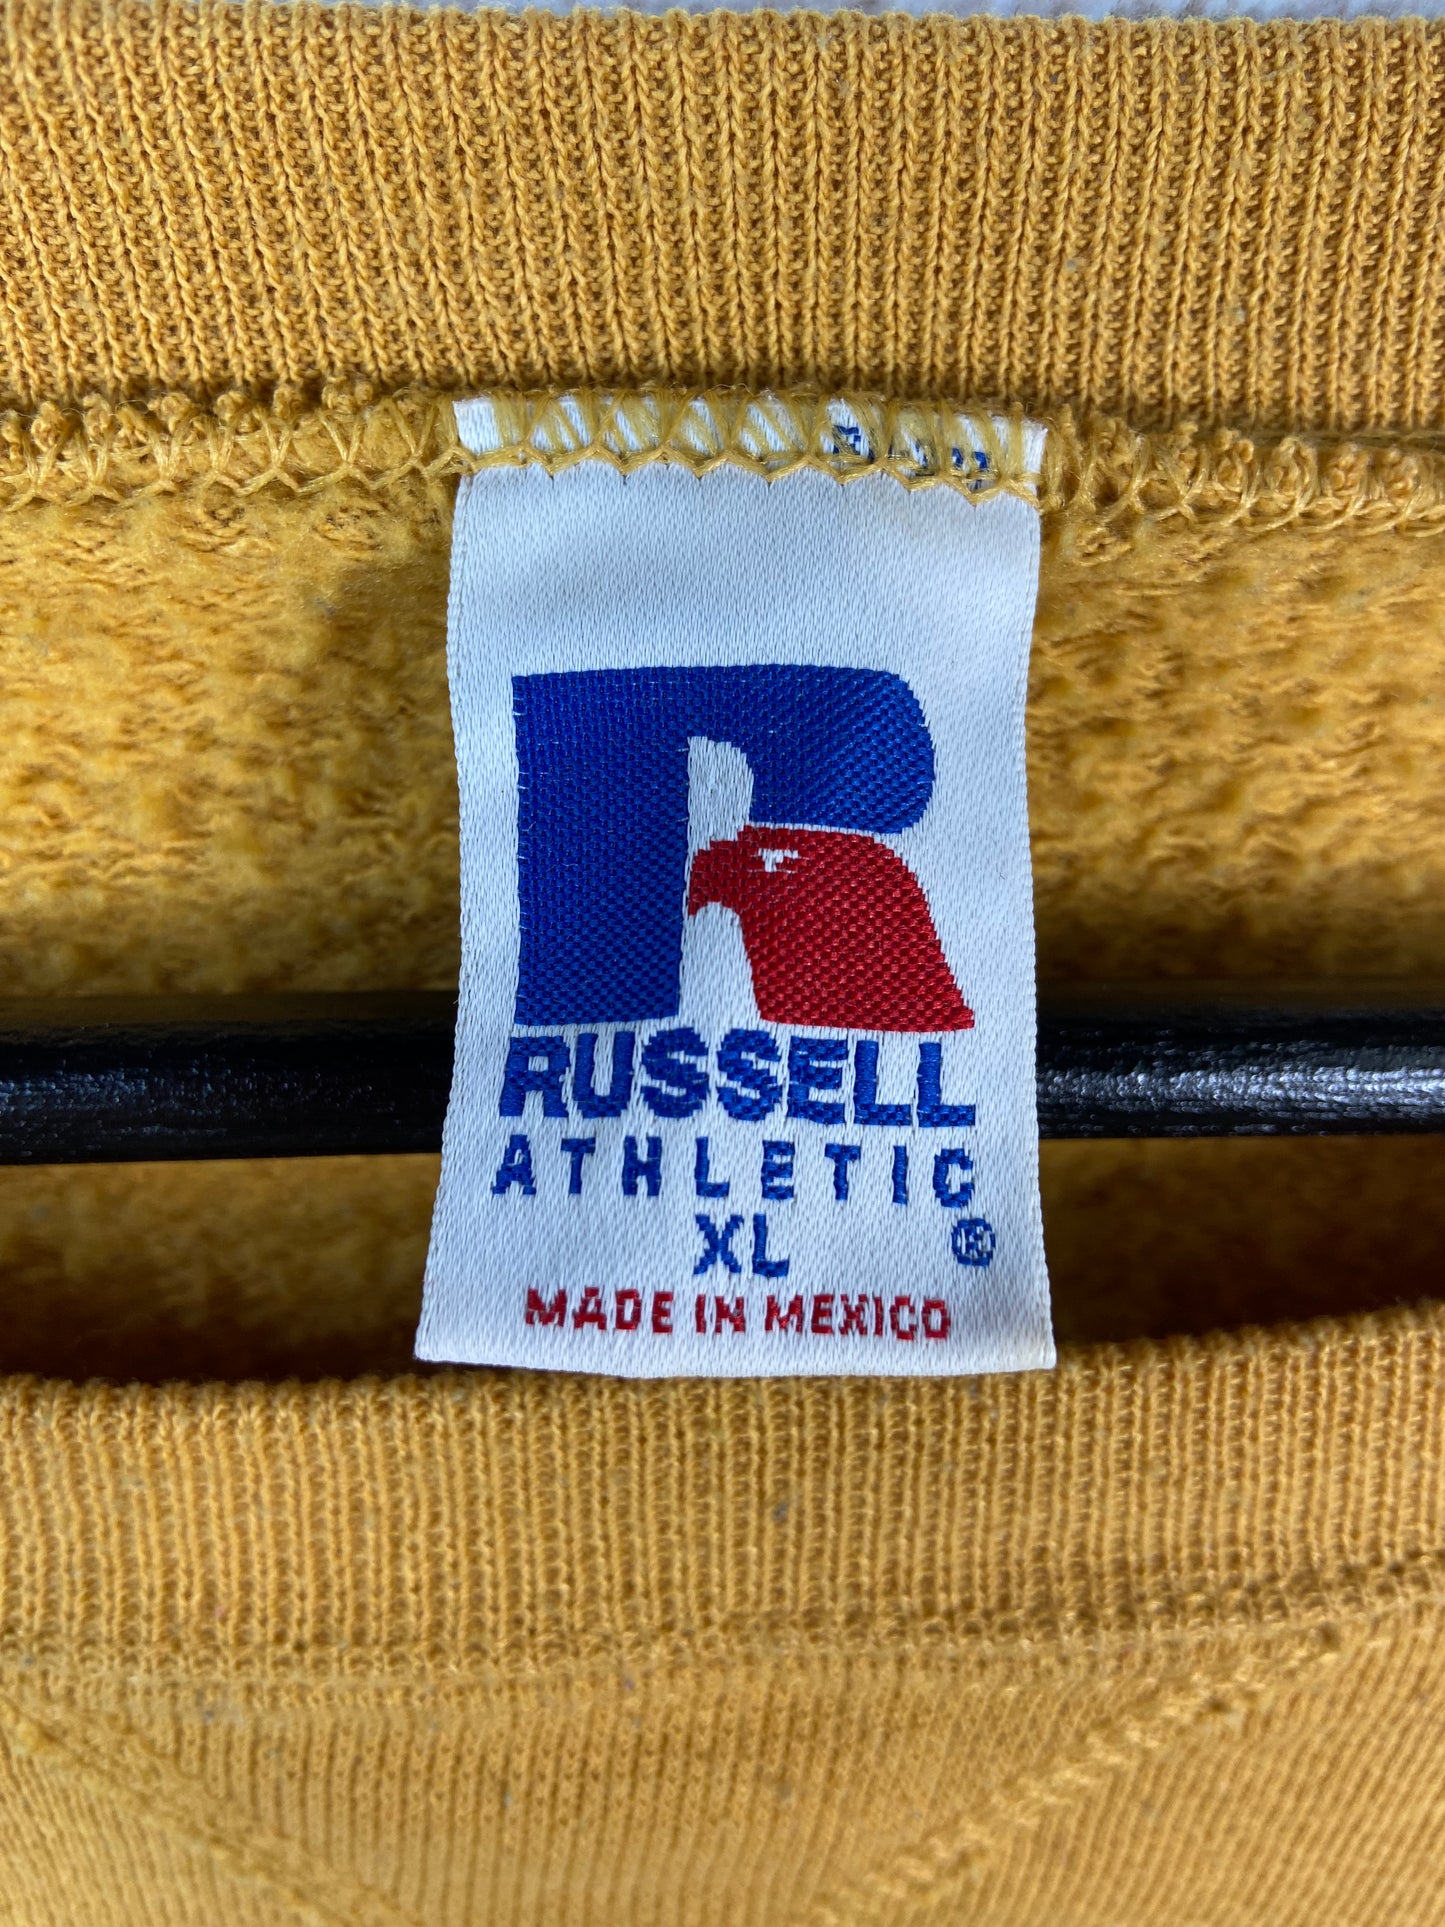 RUSSELL
ATHLETIC
XL ®
MADE IN MEXICO